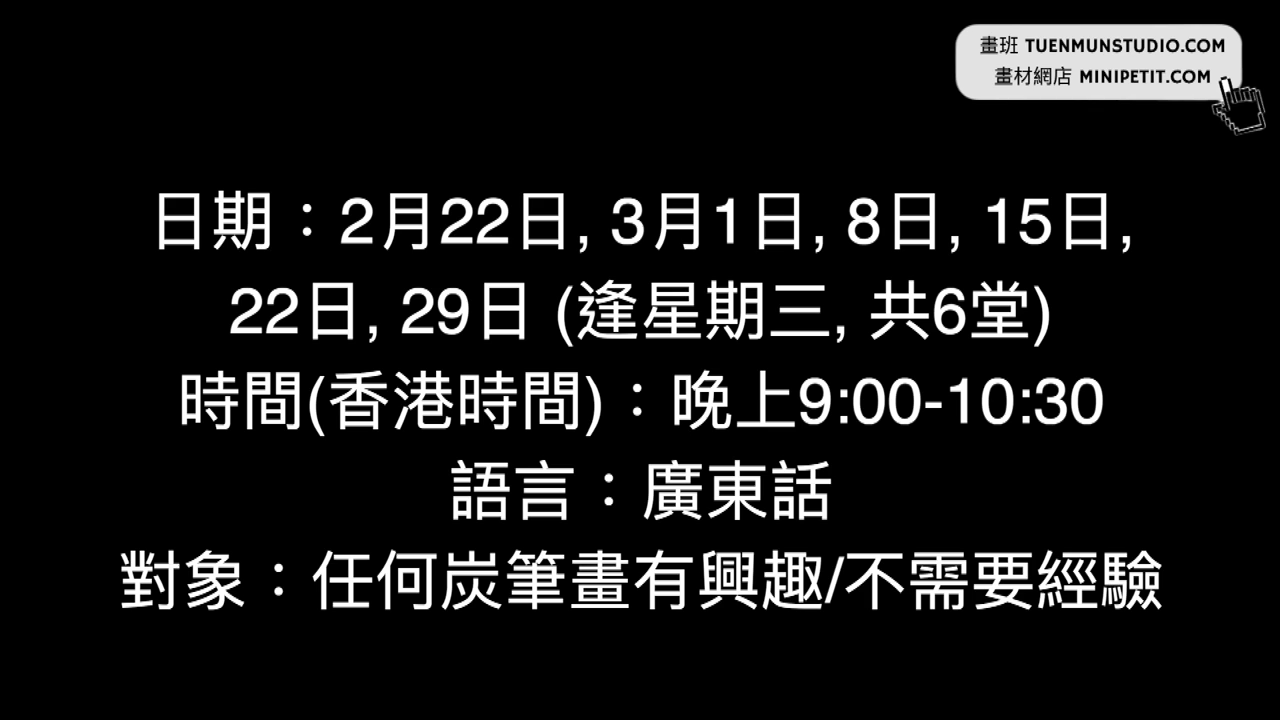 畫班 TUENMUNSTUDIO.COM
畫材網店 MINIPETIT.COM
日期：2月22日, 3月1日, 8日, 15日,
22日, 29日 (逢星期三, 共6堂)
時間(香港時間)：晚上9:00-10:30
語言：廣東話
對象：任何炭筆畫有興趣/不需要經驗